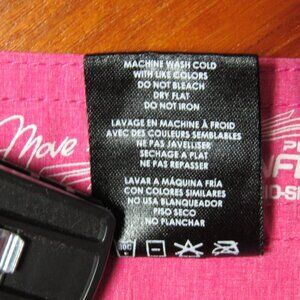 MACHINE WASH COLD
WITH LIKE COLORS
DO NOT BLEACH
DRY FLAT
DO NOT IRON
LAVAGE EN MACHINE À FROID
AVEC DES COULEURS SEMBLABLES
NE PAS JAVELLISER
SECHAGE A PLAT
NE PAS REPASSER
LAVAR A MÁQUINA FRÍA
CON COLORES SIMILARES
NO USA BLANQUEADOR
PISO SECO
NO PLANCHAR
Move